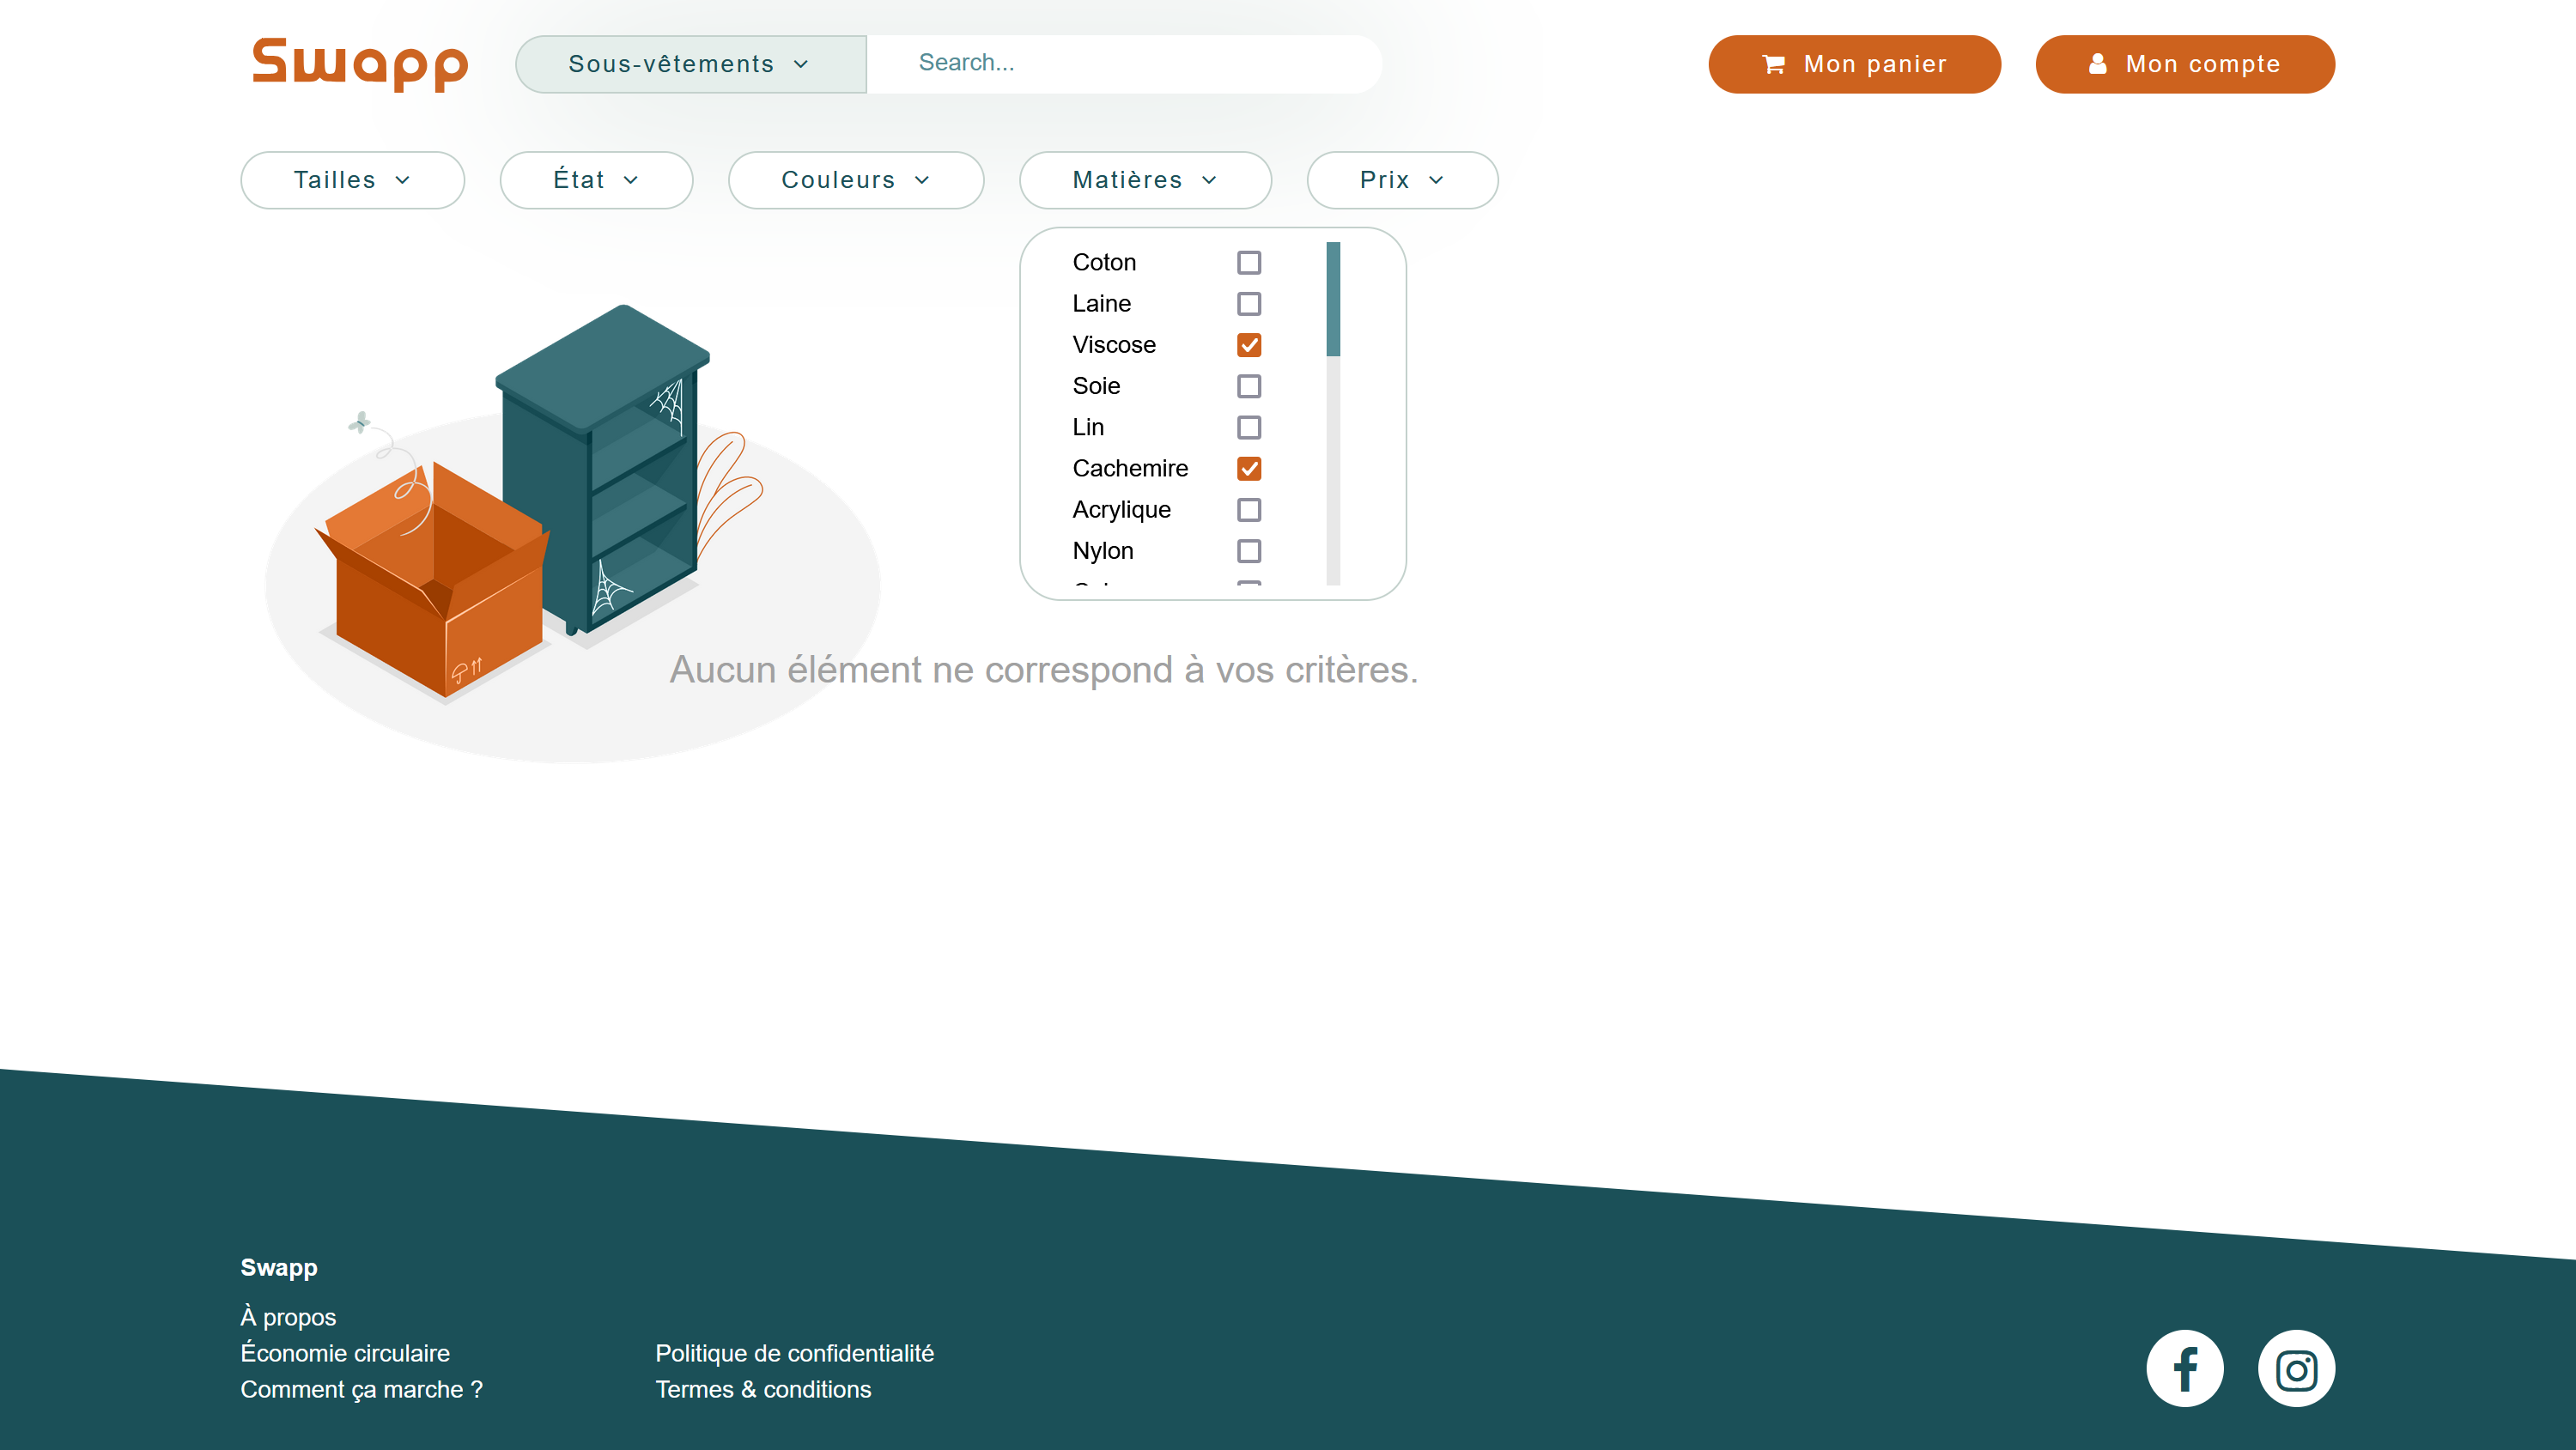 Swapp
Sous-vêtements
Search...
Mon panier
Mon compte
Tailles
État
Couleurs
Matières
Prix
Coton
Laine
Viscose
Soie
Lin
Cachemire
Acrylique
Nylon
Aucun élément ne correspond à vos critères.
Swapp
À propos
Économie circulaire
Politique de confidentialité
Comment ça marche ?
Termes & conditions